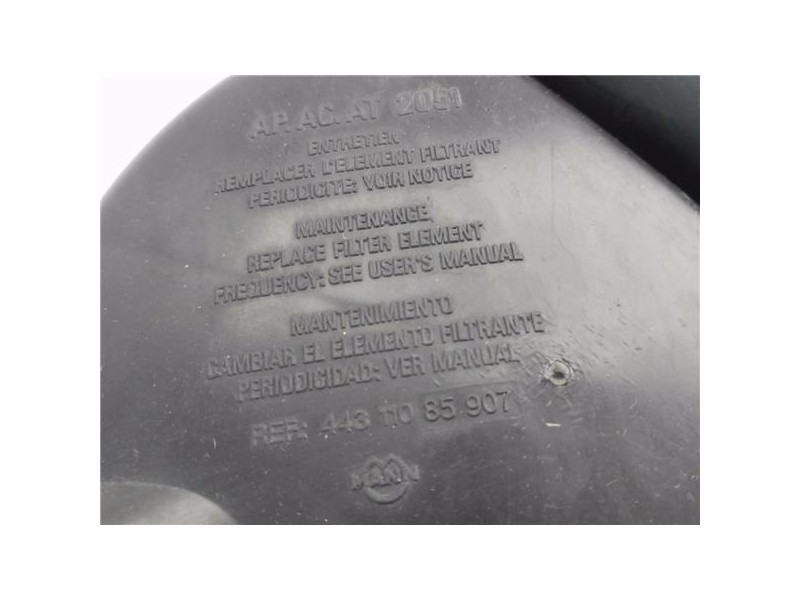 AP. AC. AT 2051
ENTRETIEN
REMPLACER L'ELEMENT FILTRANT
PERIODICITE: VOIR NOTICE
MAINTENANCE
REPLACE FILTER ELEMENT
FREQUENCY: SEE USER'S MANUAL
MANTENIMIENTO
CAMBIAR EL ELEMENTO FILTRANTE
PERIODICIDAD: VER MANUAL
REF: 443 110 85 907
MANN